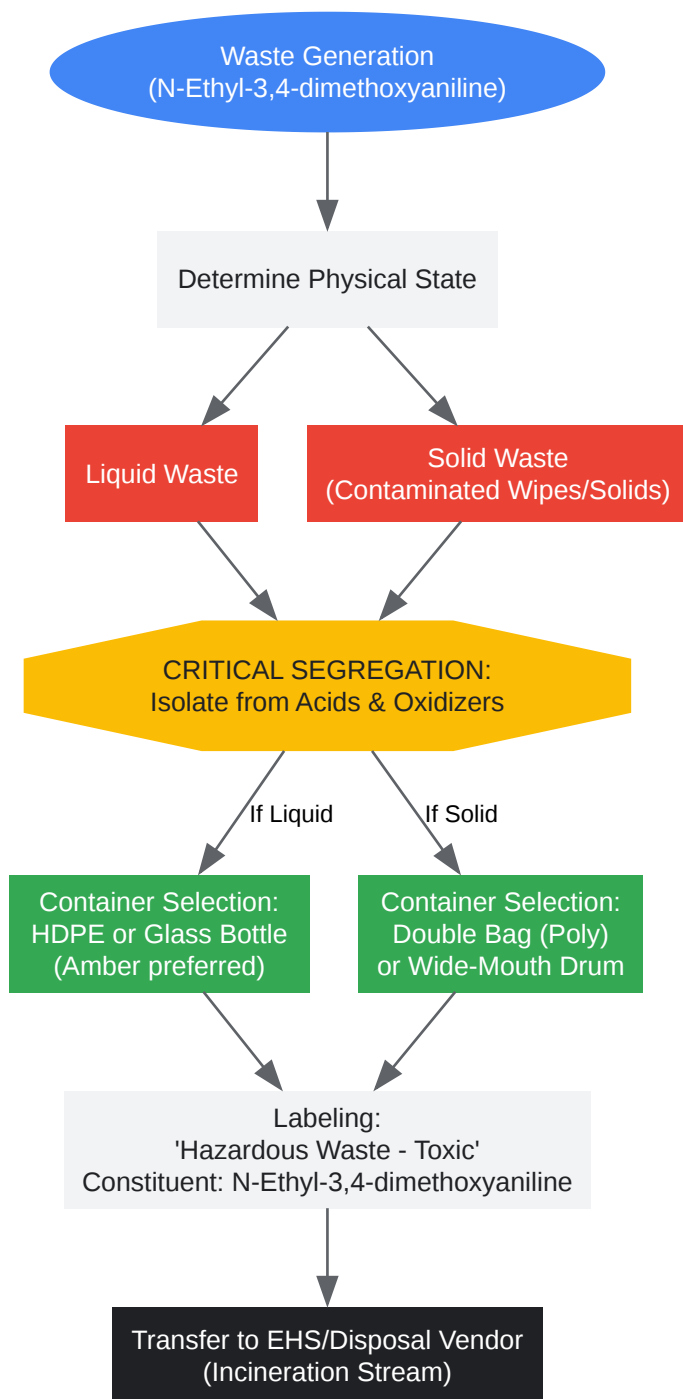 Waste Generation
(N-Ethyl-3,4-dimethoxyaniline)
Determine Physical State
Liquid Waste
Solid Waste
(Contaminated Wipes/Solids)
CRITICAL SEGREGATION:
Isolate from Acids & Oxidizers
If Liquid
If Solid
Container Selection:
HDPE or Glass Bottle
(Amber preferred)
Container Selection:
Double Bag (Poly)
or Wide-Mouth Drum
Labeling:
'Hazardous Waste - Toxic'
Constituent: N-Ethyl-3,4-dimethoxyaniline
Transfer to EHS/Disposal Vendor
(Incineration Stream)